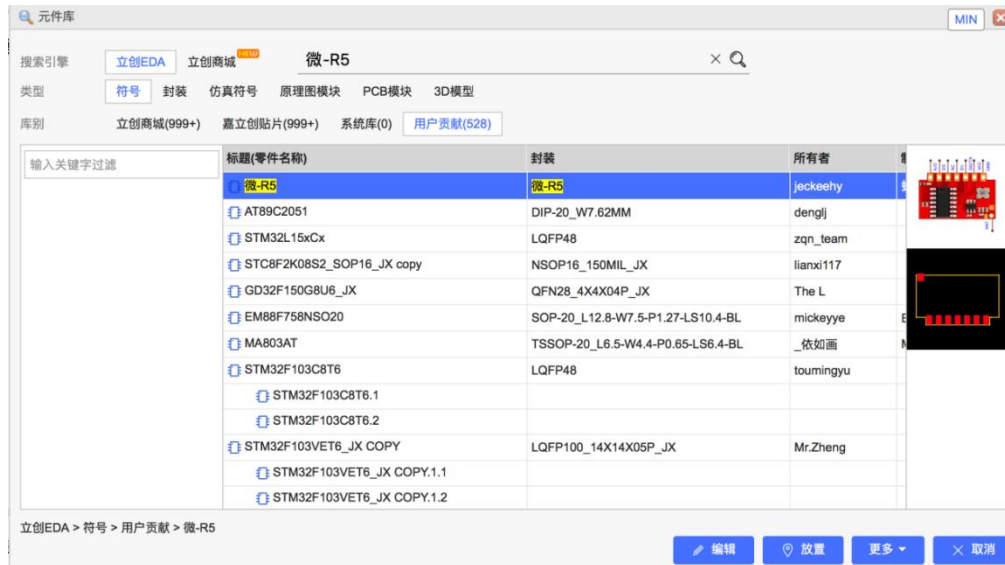 元件库 MIN
搜索引擎 立创EDA 立创商城 NEW 微-R5
类型 符号 封装 仿真符号 原理图模块 PCB模块 3D模型
库别 立创商城(999+) 嘉立创贴片(999+) 系统库(0) 用户贡献(528)
输入关键字过滤
标题(零件名称) 封装 所有者
微-R5 微-R5 jeckeehy
AT89C2051 DIP-20_W7.62MM denglj
STM32L15xCx LQFP48 zqn_team
STC8F2K08S2_SOP16_JX copy NSOP16_150MIL_JX lianxi117
GD32F150G8U6_JX QFN28_4X4X04P_JX The L
EM88F758NSO20 SOP-20_L12.8-W7.5-P1.27-LS10.4-BL mickeyye
MA803AT TSSOP-20_L6.5-W4.4-P0.65-LS6.4-BL _依如画
STM32F103C8T6 LQFP48 toumingyu
STM32F103C8T6.1
STM32F103C8T6.2
STM32F103VET6_JX COPY LQFP100_14X14X05P_JX Mr.Zheng
STM32F103VET6_JX COPY.1.1
STM32F103VET6_JX COPY.1.2
立创EDA > 符号 > 用户贡献 > 微-R5
编辑 放置 更多 取消